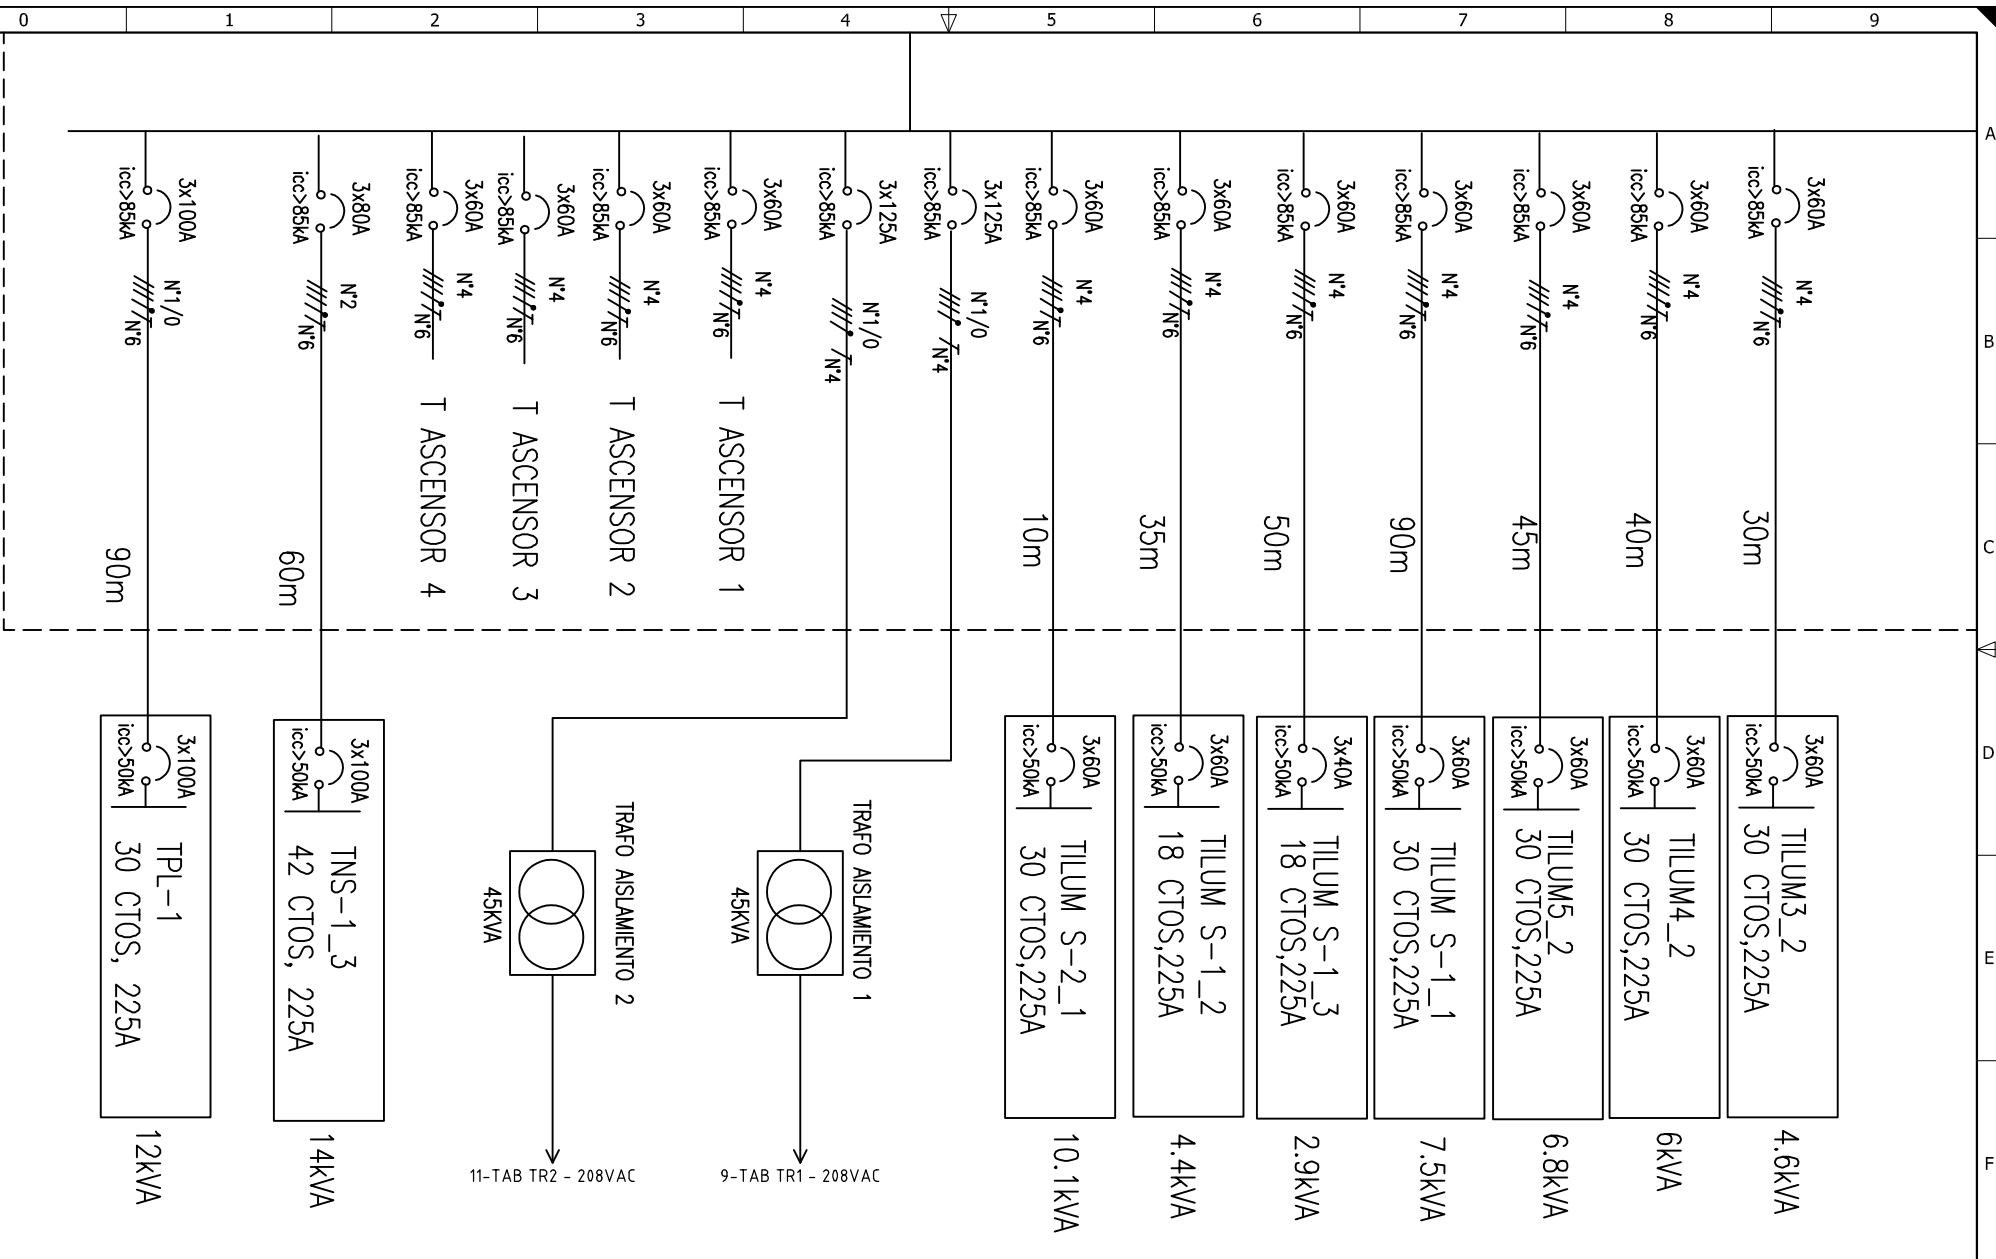 0 1 2 3 4 5 6 7 8 9
A
B
C
D
E
F
3x100A
icc>85kA
N°1/0
N°6
90m
3x100A
icc>50kA
TPL-1
30 CTOS, 225A
12kVA
3x80A
icc>85kA
N°2
N°6
60m
3x100A
icc>50kA
TNS-1_3
42 CTOS, 225A
14kVA
3x60A
icc>85kA
N°4
N°6
T ASCENSOR 4
3x60A
icc>85kA
N°4
N°6
T ASCENSOR 3
3x60A
icc>85kA
N°4
N°6
T ASCENSOR 2
3x60A
icc>85kA
N°4
N°6
T ASCENSOR 1
3x125A
icc>85kA
N°1/0
N°4
TRAFO AISLAMIENTO 2
45KVA
11-TAB TR2 - 208VAC
3x125A
icc>85kA
N°1/0
N°4
TRAFO AISLAMIENTO 1
45KVA
9-TAB TR1 - 208VAC
3x60A
icc>85kA
N°4
N°6
10m
3x60A
icc>50kA
TILUM S-2_1
30 CTOS,225A
10.1kVA
3x60A
icc>85kA
N°4
N°6
35m
3x60A
icc>50kA
TILUM S-1_2
18 CTOS,225A
4.4kVA
3x60A
icc>85kA
N°4
N°6
50m
3x40A
icc>50kA
TILUM S-1_3
18 CTOS,225A
2.9kVA
3x60A
icc>85kA
N°4
N°6
90m
3x60A
icc>50kA
TILUM S-1_1
30 CTOS,225A
7.5kVA
3x60A
icc>85kA
N°4
N°6
45m
3x60A
icc>50kA
TILUM5_2
30 CTOS,225A
6.8kVA
3x60A
icc>85kA
N°4
N°6
40m
3x60A
icc>50kA
TILUM4_2
30 CTOS,225A
6kVA
3x60A
icc>85kA
N°4
N°6
30m
3x60A
icc>50kA
TILUM3_2
30 CTOS,225A
4.6kVA